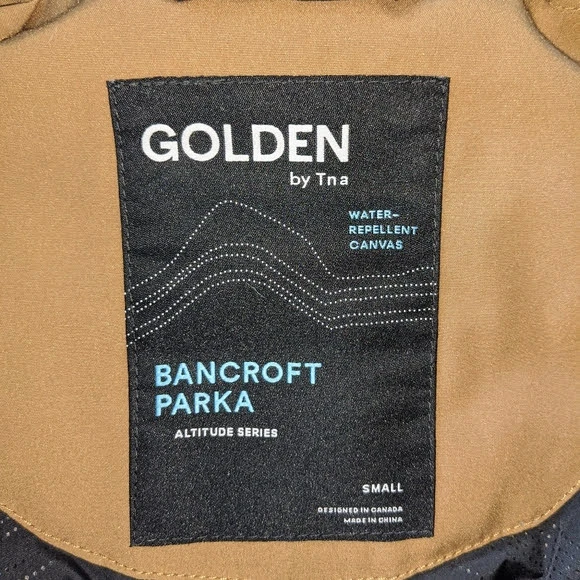 GOLDEN
by Tna
WATER-
REPELLENT
CANVAS
BANCROFT
PARKA
ALTITUDE SERIES
SMALL
DESIGNED IN CANADA
MADE IN CHINA